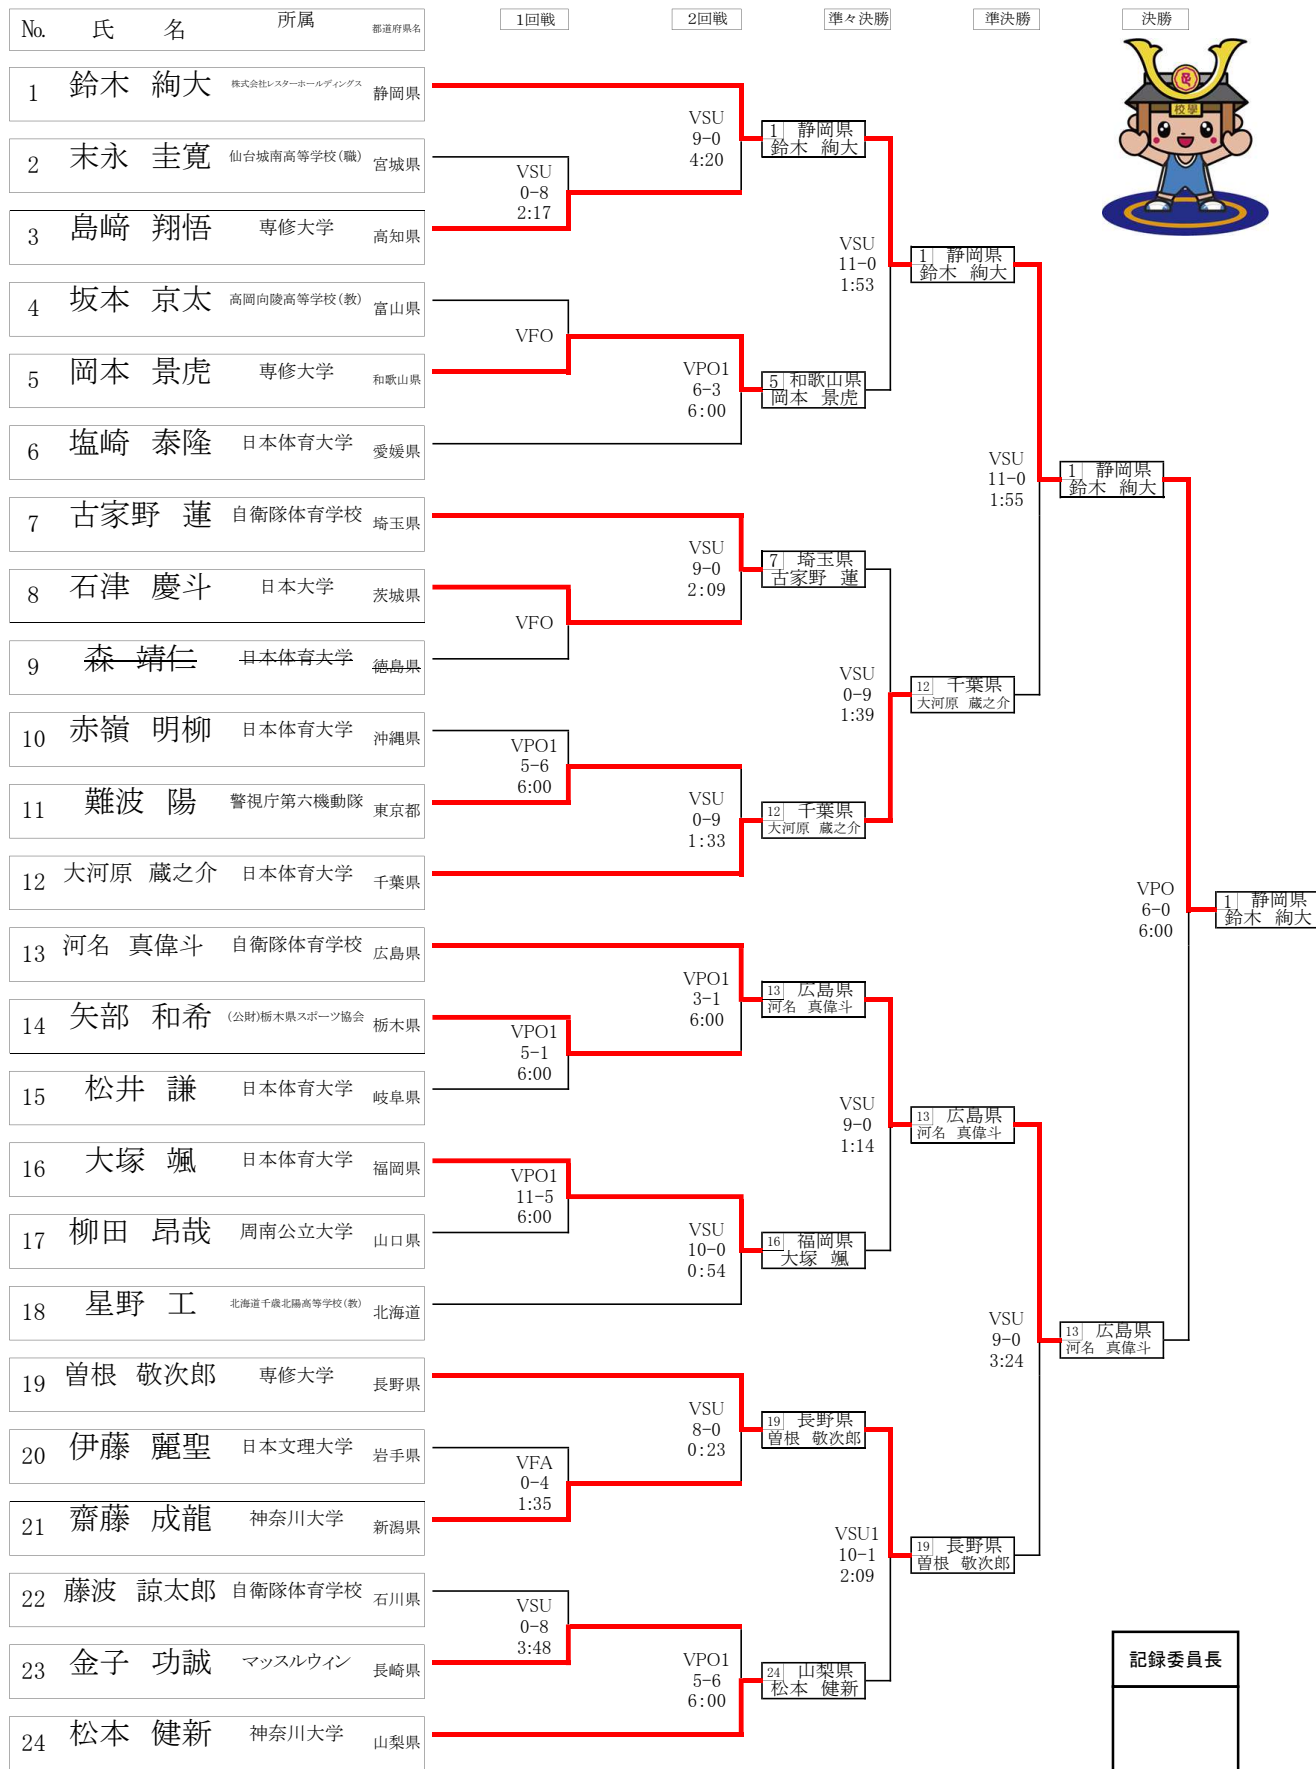 No. 氏 名 所属 都道府県名 1回戦 2回戦 準々決勝 準決勝 決勝
校學
1 鈴木 絢大 株式会社レスターホールディングス 静岡県
2 末永 圭寛 仙台城南高等学校(職) 宮城県
3 島﨑 翔悟 専修大学 高知県
4 坂本 京太 高岡向陵高等学校(教) 富山県
5 岡本 景虎 専修大学 和歌山県
6 塩崎 泰隆 日本体育大学 愛媛県
7 古家野 蓮 自衛隊体育学校 埼玉県
8 石津 慶斗 日本大学 茨城県
9 森 靖仁 日本体育大学 徳島県
10 赤嶺 明柳 日本体育大学 沖縄県
11 難波 陽 警視庁第六機動隊 東京都
12 大河原 蔵之介 日本体育大学 千葉県
13 河名 真偉斗 自衛隊体育学校 広島県
14 矢部 和希 (公財)栃木県スポーツ協会 栃木県
15 松井 謙 日本体育大学 岐阜県
16 大塚 颯 日本体育大学 福岡県
17 柳田 昂哉 周南公立大学 山口県
18 星野 工 北海道千歳北陽高等学校(教) 北海道
19 曽根 敬次郎 専修大学 長野県
20 伊藤 麗聖 日本文理大学 岩手県
21 齋藤 成龍 神奈川大学 新潟県
22 藤波 諒太郎 自衛隊体育学校 石川県
23 金子 功誠 マッスルウィン 長崎県
24 松本 健新 神奈川大学 山梨県
VSU
0-8
2:17
VFO
VFO
VPO1
5-6
6:00
VPO1
5-1
6:00
VPO1
11-5
6:00
VFA
0-4
1:35
VSU
0-8
3:48
VSU
9-0
4:20
VPO1
6-3
6:00
VSU
9-0
2:09
VSU
0-9
1:33
VPO1
3-1
6:00
VSU
10-0
0:54
VSU
8-0
0:23
VPO1
5-6
6:00
1 静岡県
鈴木 絢大
5 和歌山県
岡本 景虎
7 埼玉県
古家野 蓮
12 千葉県
大河原 蔵之介
13 広島県
河名 真偉斗
16 福岡県
大塚 颯
19 長野県
曽根 敬次郎
24 山梨県
松本 健新
VSU
11-0
1:53
VSU
0-9
1:39
VSU
9-0
1:14
VSU1
10-1
2:09
1 静岡県
鈴木 絢大
12 千葉県
大河原 蔵之介
13 広島県
河名 真偉斗
19 長野県
曽根 敬次郎
VSU
11-0
1:55
VSU
9-0
3:24
1 静岡県
鈴木 絢大
13 広島県
河名 真偉斗
VPO
6-0
6:00
1 静岡県
鈴木 絢大
記録委員長